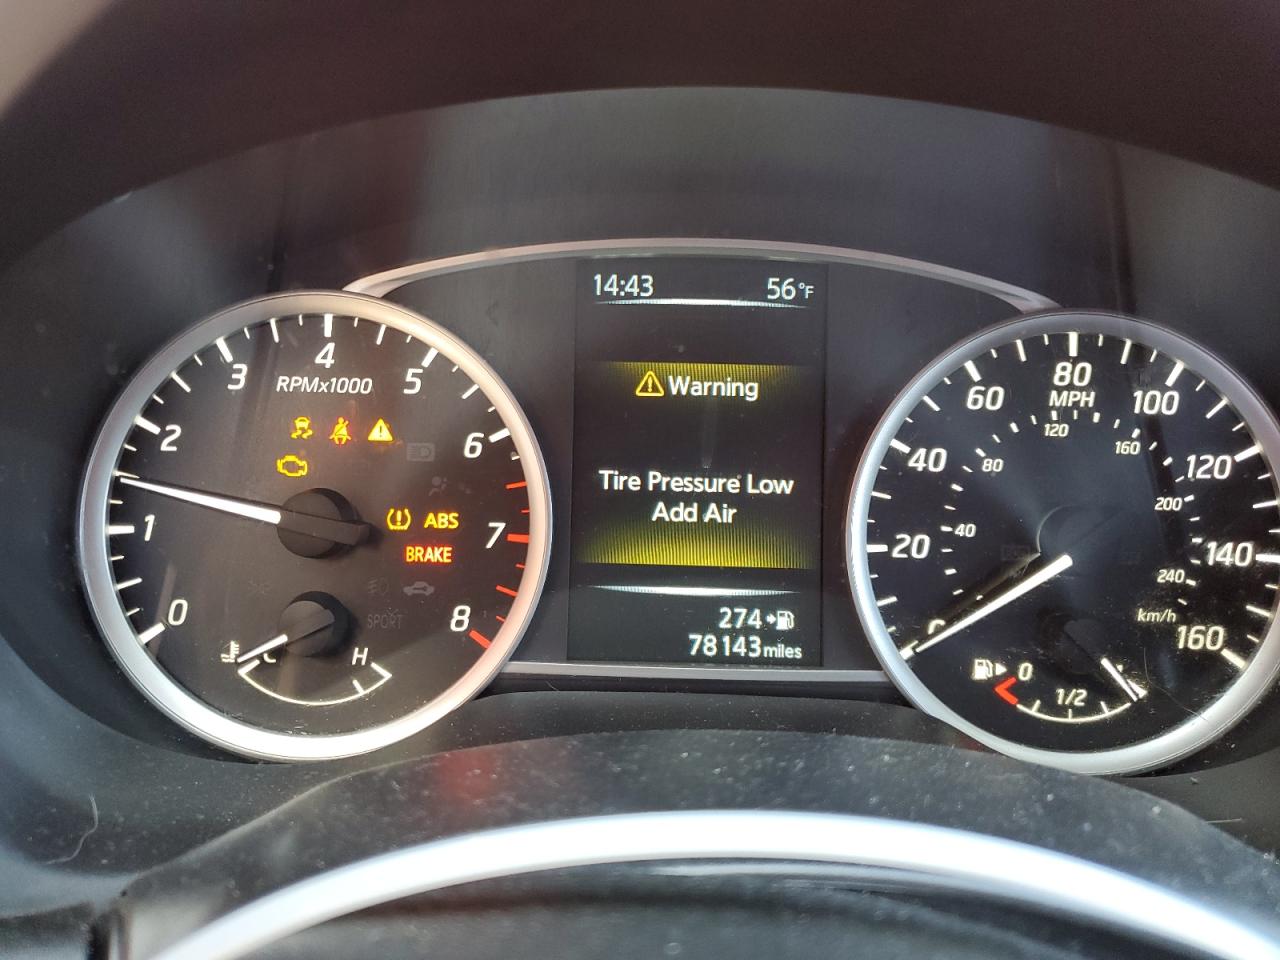 14:43 56°F
Warning
Tire Pressure Low
Add Air
274
78143 miles
0
1
2
3
4
5
6
7
8
RPMx1000
ABS
BRAKE
SPORT
C H
20
40
60
80
100
120
140
160
MPH
40
80
120
160
200
240
km/h
0
1/2